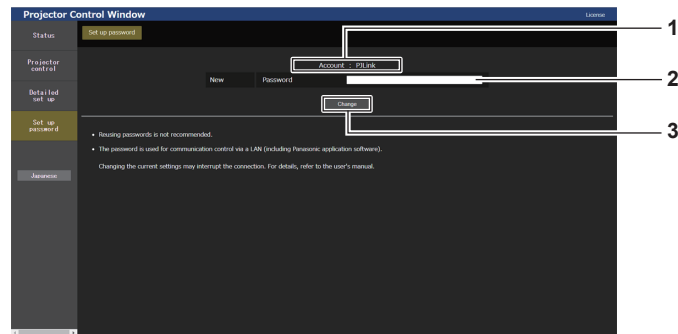 Projector Control Window
License
Status
Set up password
1
Projector
control
Account : PJLink
New Password
2
Detailed
set up
Change
3
Set up
password
• Reusing passwords is not recommended.
• The password is used for communication control via a LAN (including Panasonic application software).
Changing the current settings may interrupt the connection. For details, refer to the user's manual.
Japanese